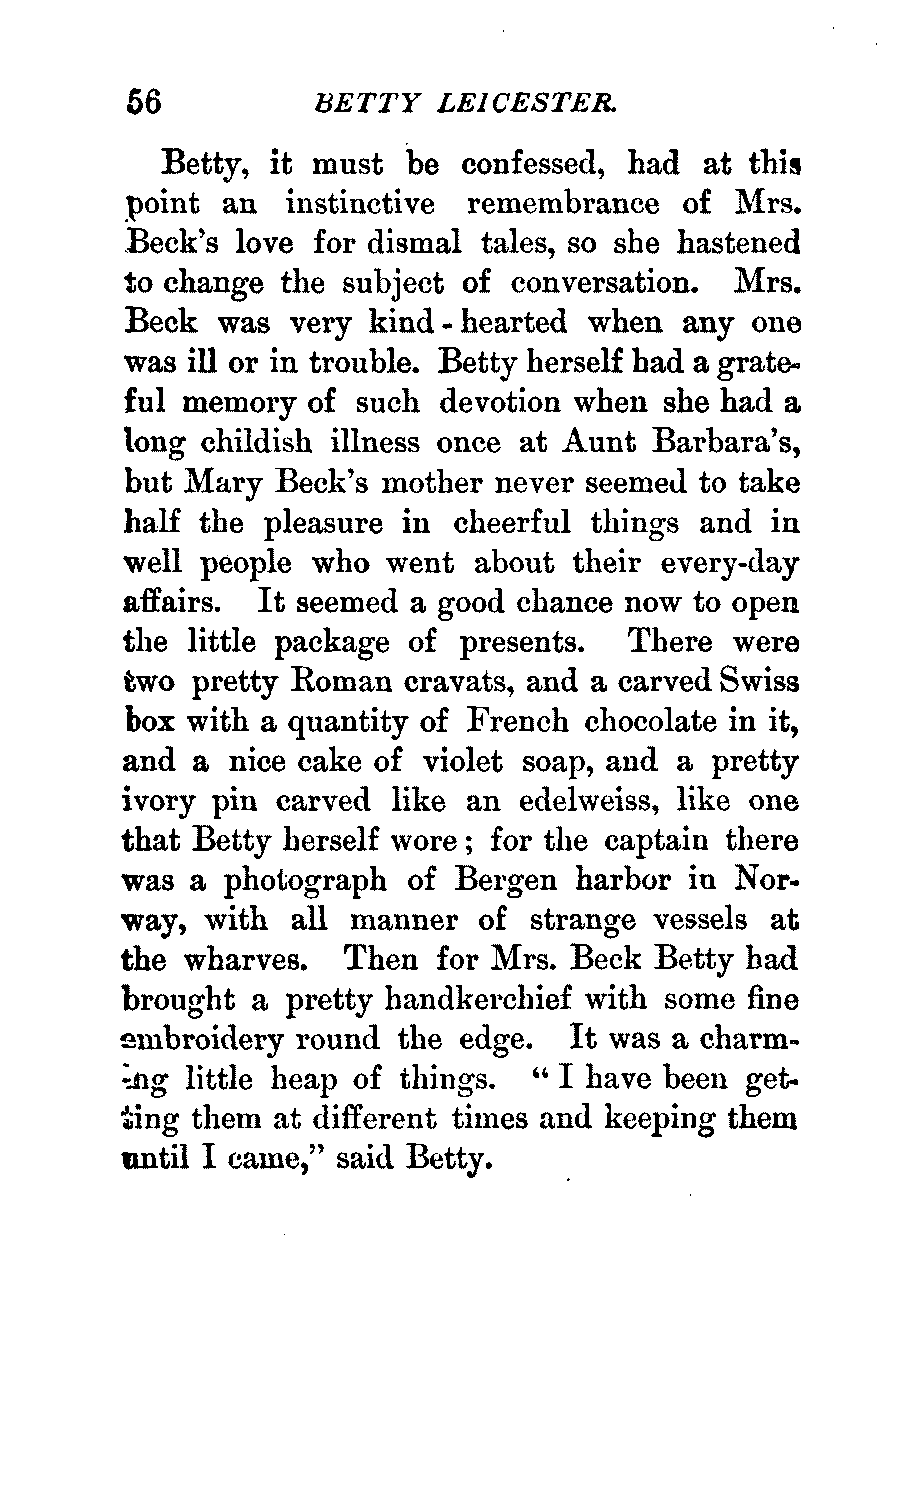 56 BETTY LEICESTER.
Betty, it must be confessed, had at this
point an instinctive remembrance of Mrs.
Beck's love for dismal tales, so she hastened
to change the subject of conversation. Mrs.
Beck was very kind-hearted when any one
was ill or in trouble. Betty herself had a grate-
ful memory of such devotion when she had a
long childish illness once at Aunt Barbara's,
but Mary Beck's mother never seemed to take
half the pleasure in cheerful things and in
well people who went about their every-day
affairs. It seemed a good chance now to open
the little package of presents. There were
two pretty Roman cravats, and a carved Swiss
box with a quantity of French chocolate in it,
and a nice cake of violet soap, and a pretty
ivory pin carved like an edelweiss, like one
that Betty herself wore; for the captain there
was a photograph of Bergen harbor in Nor-
way, with all manner of strange vessels at
the wharves. Then for Mrs. Beck Betty had
brought a pretty handkerchief with some fine
embroidery round the edge. It was a charm-
ing little heap of things. "I have been get-
ting them at different times and keeping them
until I came," said Betty.